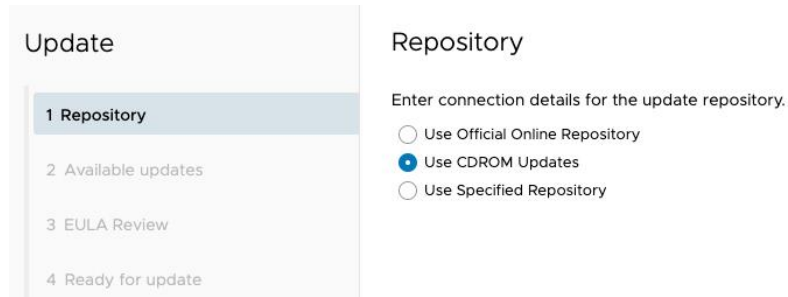 Update
1 Repository
2 Available updates
3 EULA Review
4 Ready for update
Repository
Enter connection details for the update repository.
Use Official Online Repository
Use CDROM Updates
Use Specified Repository